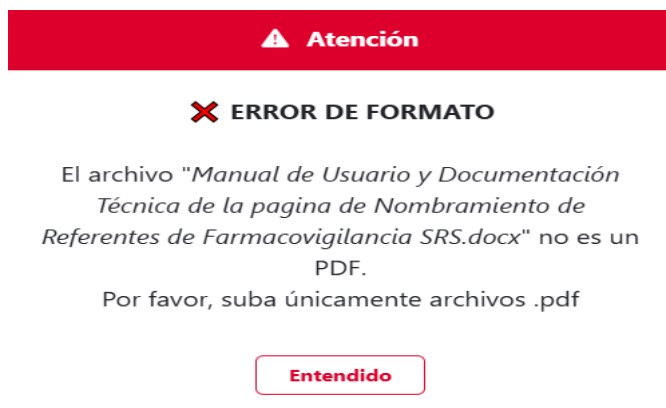 Atención
ERROR DE FORMATO
El archivo "Manual de Usuario y Documentación
Técnica de la pagina de Nombramiento de
Referentes de Farmacovigilancia SRS.docx" no es un
PDF.
Por favor, suba únicamente archivos .pdf
Entendido